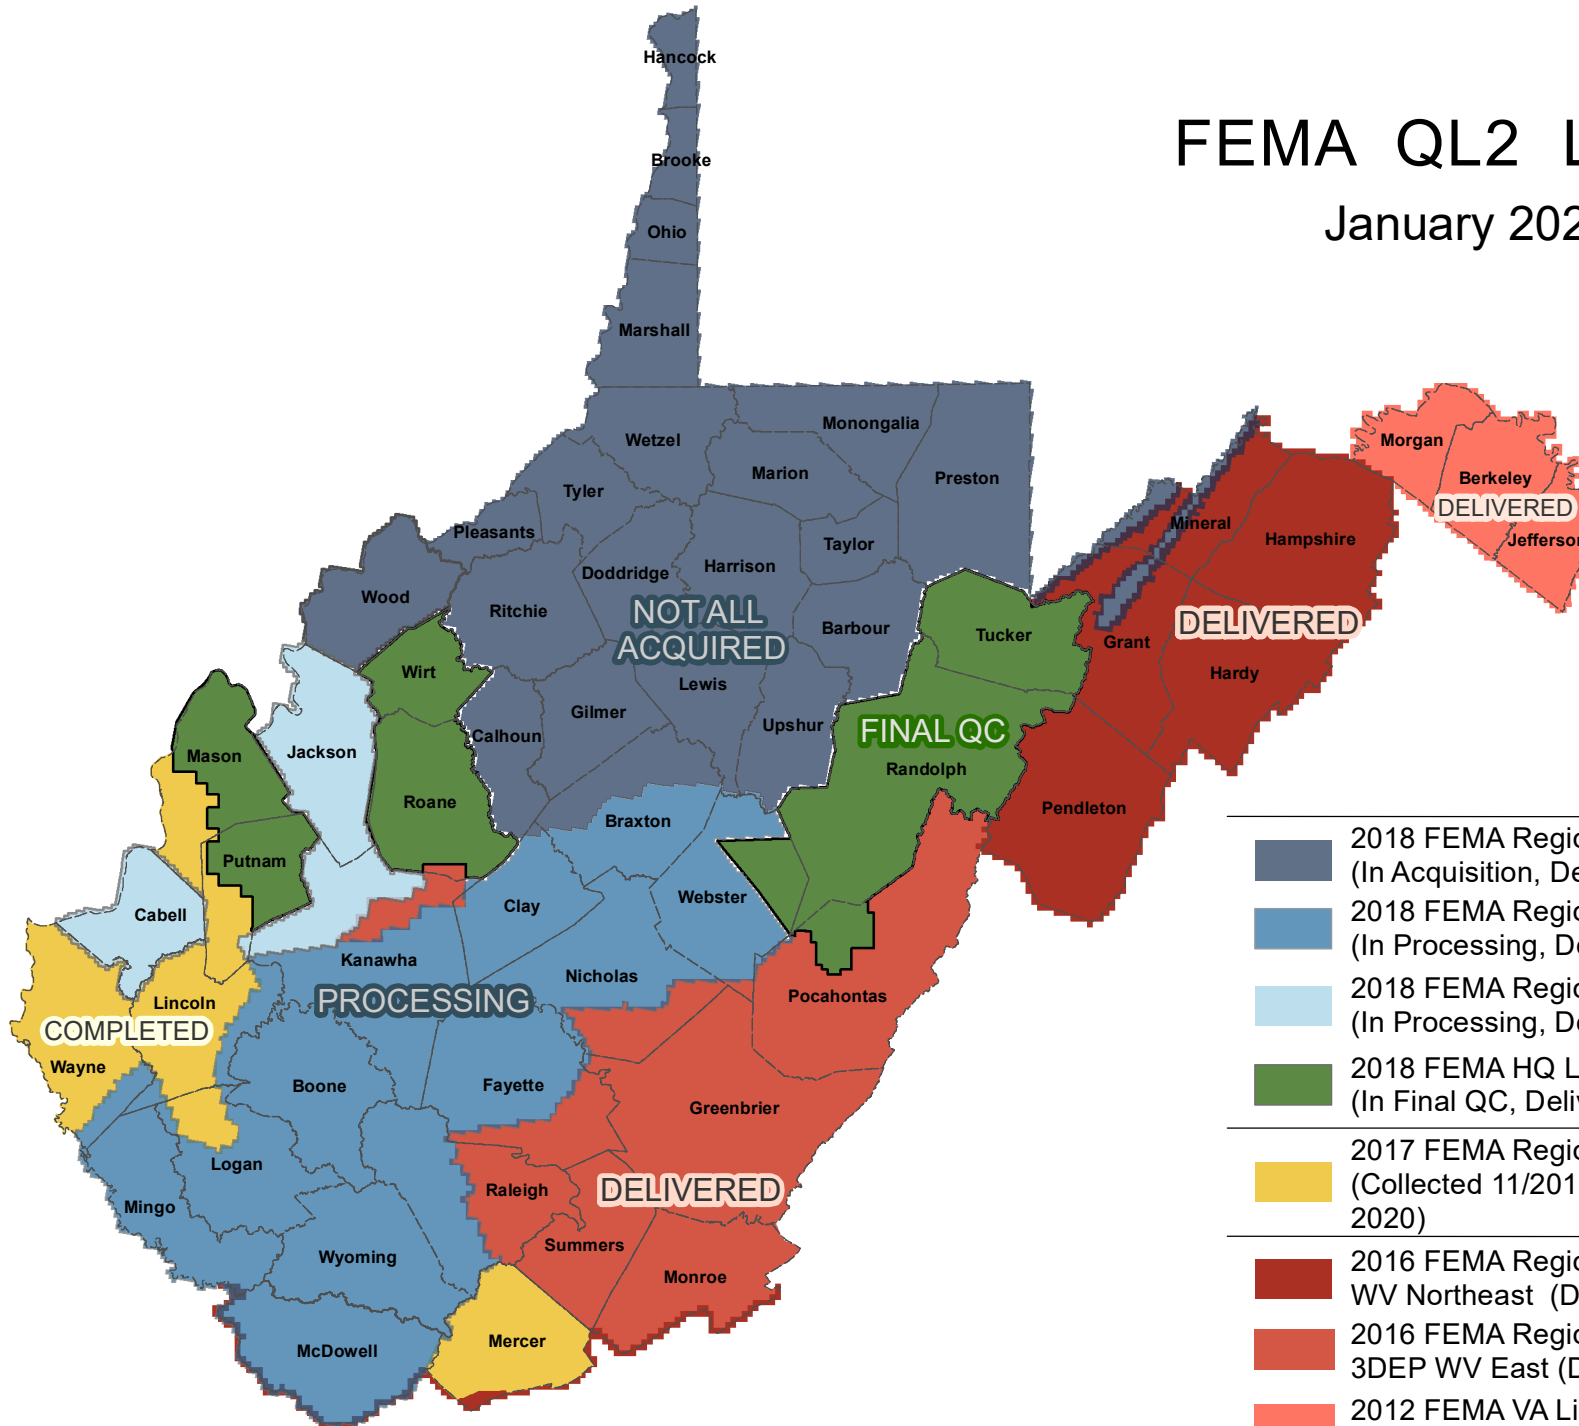 FEMA QL2 L
January 202
Hancock
Brooke
Ohio
Marshall
Wetzel
Monongalia
Marion
Preston
Tyler
Pleasants
Taylor
Harrison
Doddridge
Wood
Ritchie
NOT ALL
ACQUIRED
Barbour
Lewis
Gilmer
Calhoun
Upshur
Wirt
Roane
Mason
Jackson
Putnam
Cabell
Tucker
FINAL QC
Randolph
Mineral
Hampshire
Grant
DELIVERED
Hardy
Pendleton
Morgan
Berkeley
DELIVERED
Jefferson
Braxton
Webster
Clay
Kanawha
Nicholas
PROCESSING
Lincoln
COMPLETED
Wayne
Boone
Fayette
Pocahontas
Greenbrier
Logan
Mingo
Raleigh
DELIVERED
Summers
Wyoming
Monroe
Mercer
McDowell
2018 FEMA Regio
(In Acquisition, De
2018 FEMA Regio
(In Processing, De
2018 FEMA Regio
(In Processing, De
2018 FEMA HQ L
(In Final QC, Deliv
2017 FEMA Regio
(Collected 11/201
2020)
2016 FEMA Regio
WV Northeast (D
2016 FEMA Regio
3DEP WV East (D
2012 FEMA VA Li